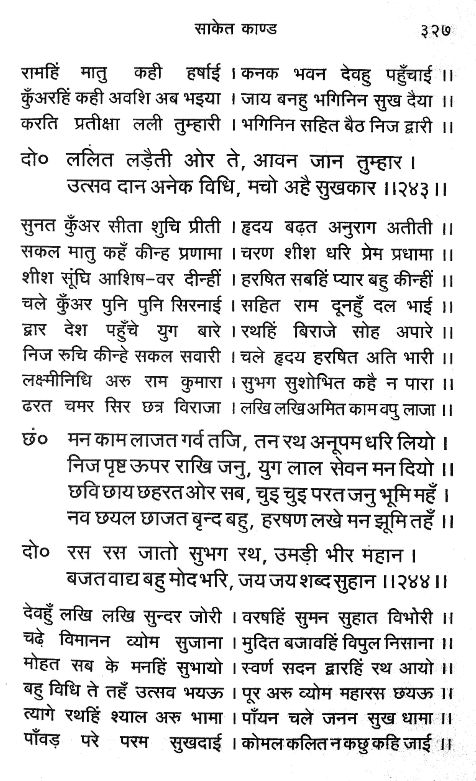 साकेत काण्ड ३२७
रामहिं मातु कही हर्षाई । कनक भवन देवहु पहुँचाई ।।
कुँअरहिं कही अवशि अब भइया । जाय बनहु भगिनिन सुख दैया ।।
करति प्रतीक्षा लली तुम्हारी । भगिनिन सहित बैठ निज द्वारी ।।
दो० ललित लड़ैती ओर ते, आवन जान तुम्हार ।
उत्सव दान अनेक विधि, मचो अहै सुखकार ।।२४३।।
सुनत कुँअर सीता शुचि प्रीती । हृदय बढ़त अनुराग अतीती ।।
सकल मातु कहँ कीन्ह प्रणामा । चरण शीश धरि प्रेम प्रधामा ।।
शीश सूंघि आशिष-वर दीन्हीं । हरषित सबहिं प्यार बहु कीन्हीं ।।
चले कुँअर पुनि पुनि सिरनाई । सहित राम दूनहुँ दल भाई ।।
द्वार देश पहुँचे युग बारे । रथहिं बिराजे सोह अपारे ।।
निज रुचि कीन्हे सकल सवारी । चले हृदय हरषित अति भारी ।।
लक्ष्मीनिधि अरु राम कुमारा । सुभग सुशोभित कहै न पारा ।।
ढरत चमर सिर छत्र विराजा । लखि लखि अमित काम वपु लाजा ।।
छं० मन काम लाजत गर्व तजि, तन रथ अनूपम धरि लियो ।
निज पृष्ट ऊपर राखि जनु, युग लाल सेवन मन दियो ।।
छवि छाय छहरत ओर सब, चुइ चुइ परत जनु भूमि महँ ।
नव छयल छाजत बृन्द बहु, हरषण लखे मन झूमि तहँ ।।
दो० रस रस जातो सुभग रथ, उमड़ी भीर महान ।
बजत वाद्य बहु मोद भरि, जय जय शब्द सुहान ।।२४४।।
देवहुँ लखि लखि सुन्दर जोरी । वरषहिं सुमन सुहात विभोरी ।।
चढ़े विमानन व्योम सुजाना । मुदित बजावहिं विपुल निसाना ।।
मोहत सब के मनहिं सुभायो । स्वर्ण सदन द्वारहिं रथ आयो ।।
बहु विधि ते तहँ उत्सव भयऊ । पूर अरु व्योम महारस छयऊ ।।
त्यागे रथहिं श्याल अरु भामा । पाँयन चले जनन सुख धामा ।।
पाँवड़ परे परम सुखदाई । कोमल कलित न कछु कहि जाई ।।